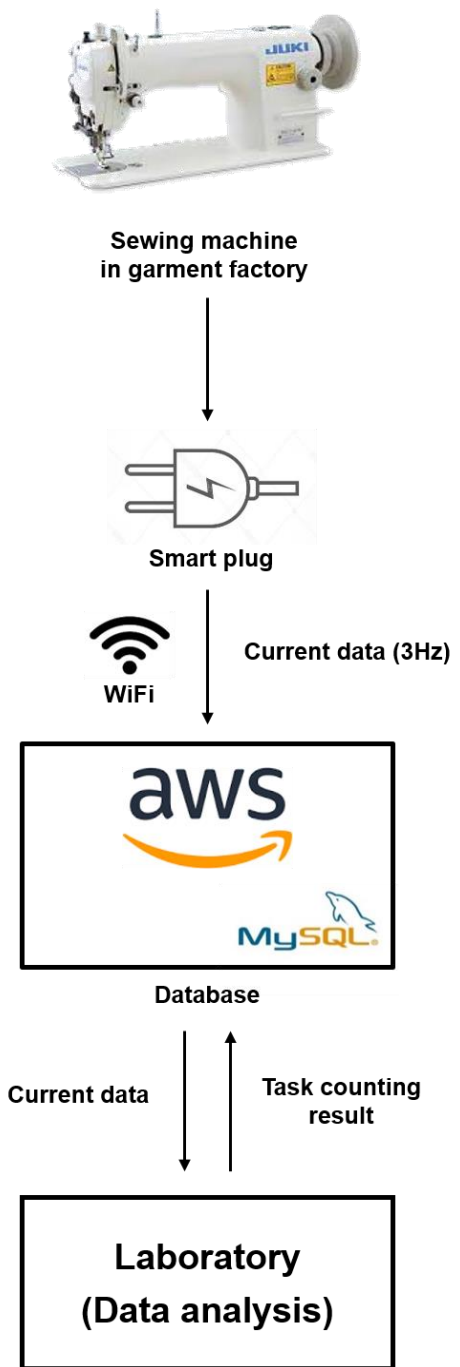 JUKI
Sewing machine
in garment factory
Smart plug
Current data (3Hz)
WiFi
aws
MySQL®
Database
Current data
Task counting
result
Laboratory
(Data analysis)